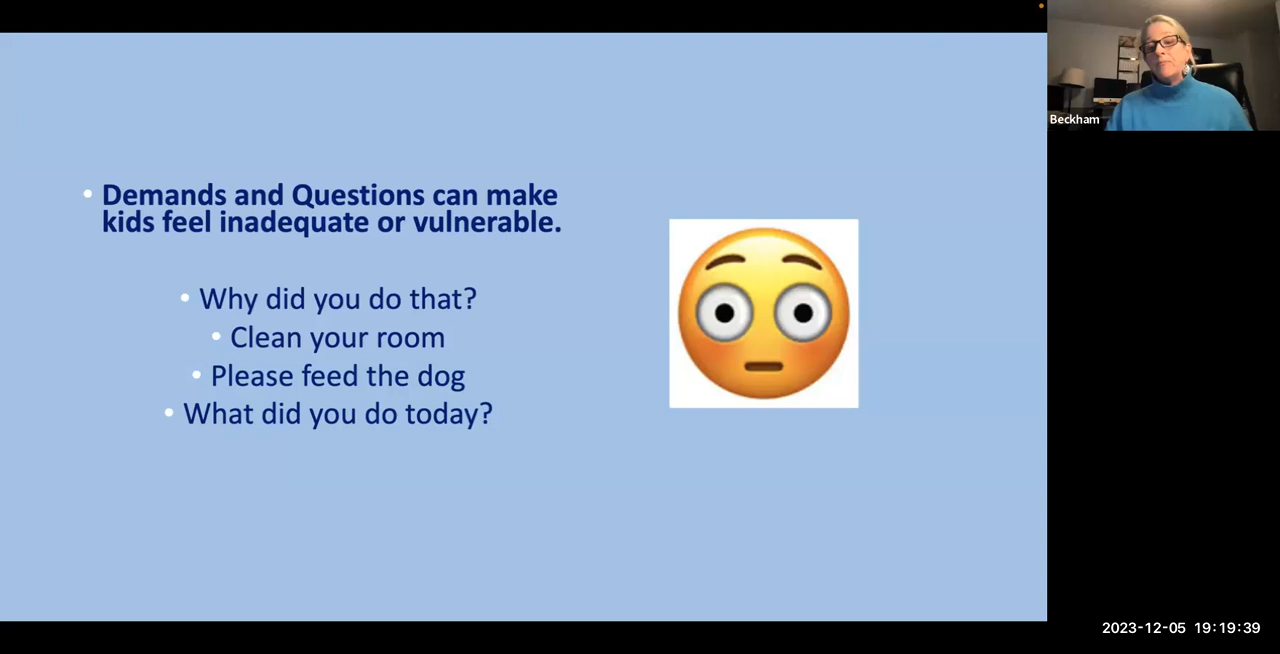 • Demands and Questions can make
kids feel inadequate or vulnerable.
• Why did you do that?
• Clean your room
• Please feed the dog
• What did you do today?
Beckham
2023-12-05 19:19:39